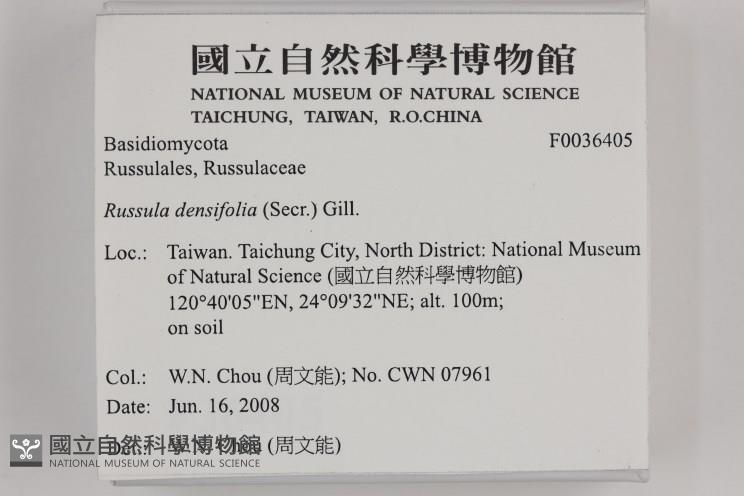 國立自然科學博物館
NATIONAL MUSEUM OF NATURAL SCIENCE
TAICHUNG, TAIWAN, R.O.CHINA
Basidiomycota F0036405
Russulales, Russulaceae
Russula densifolia (Secr.) Gill.
Loc.: Taiwan. Taichung City, North District: National Museum
of Natural Science (國立自然科學博物館)
120°40'05"EN, 24°09'32"NE; alt. 100m;
on soil
Col.: W.N. Chou (周文能); No. CWN 07961
Date: Jun. 16, 2008
Chou (周文能)
國立自然科學博物館
NATIONAL MUSEUM OF NATURAL SCIENCE